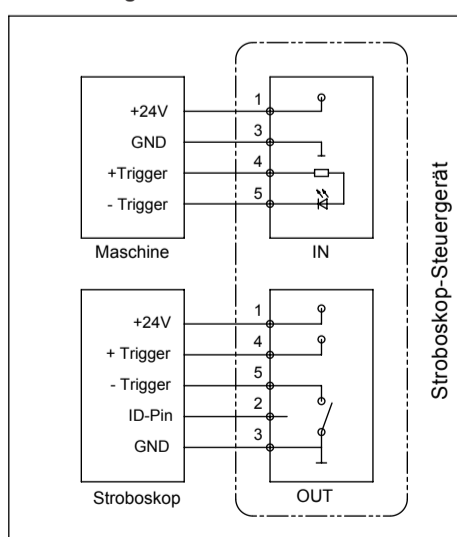 +24V 1
GND 3
+Trigger 4
- Trigger 5
Maschine IN
+24V 1
+ Trigger 4
- Trigger 5
ID-Pin 2
GND 3
Stroboskop OUT
Stroboskop-Steuergerät